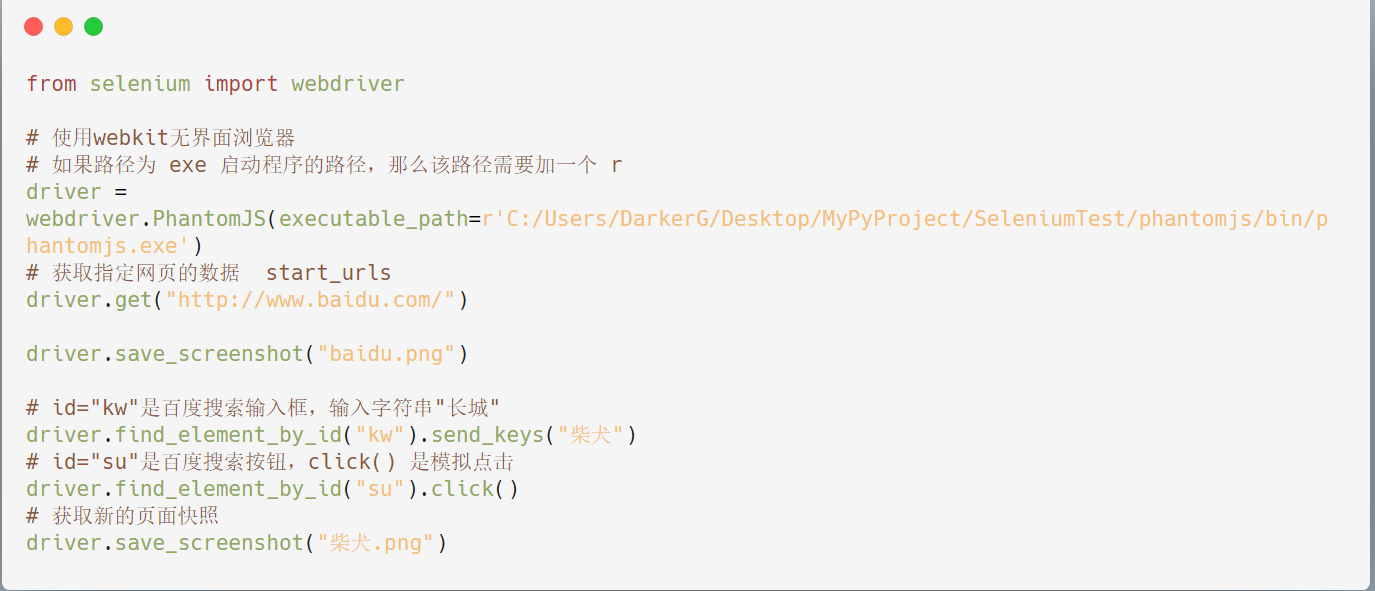 from selenium import webdriver
# 使用webkit无界面浏览器
# 如果路径为 exe 启动程序的路径，那么该路径需要加一个 r
driver =
webdriver.PhantomJS(executable_path=r'C:/Users/DarkerG/Desktop/MyPyProject/SeleniumTest/phantomjs/bin/p
hantomjs.exe')
# 获取指定网页的数据  start_urls
driver.get("http://www.baidu.com/")
driver.save_screenshot("baidu.png")
# id="kw"是百度搜索输入框，输入字符串"长城"
driver.find_element_by_id("kw").send_keys("柴犬")
# id="su"是百度搜索按钮，click() 是模拟点击
driver.find_element_by_id("su").click()
# 获取新的页面快照
driver.save_screenshot("柴犬.png")